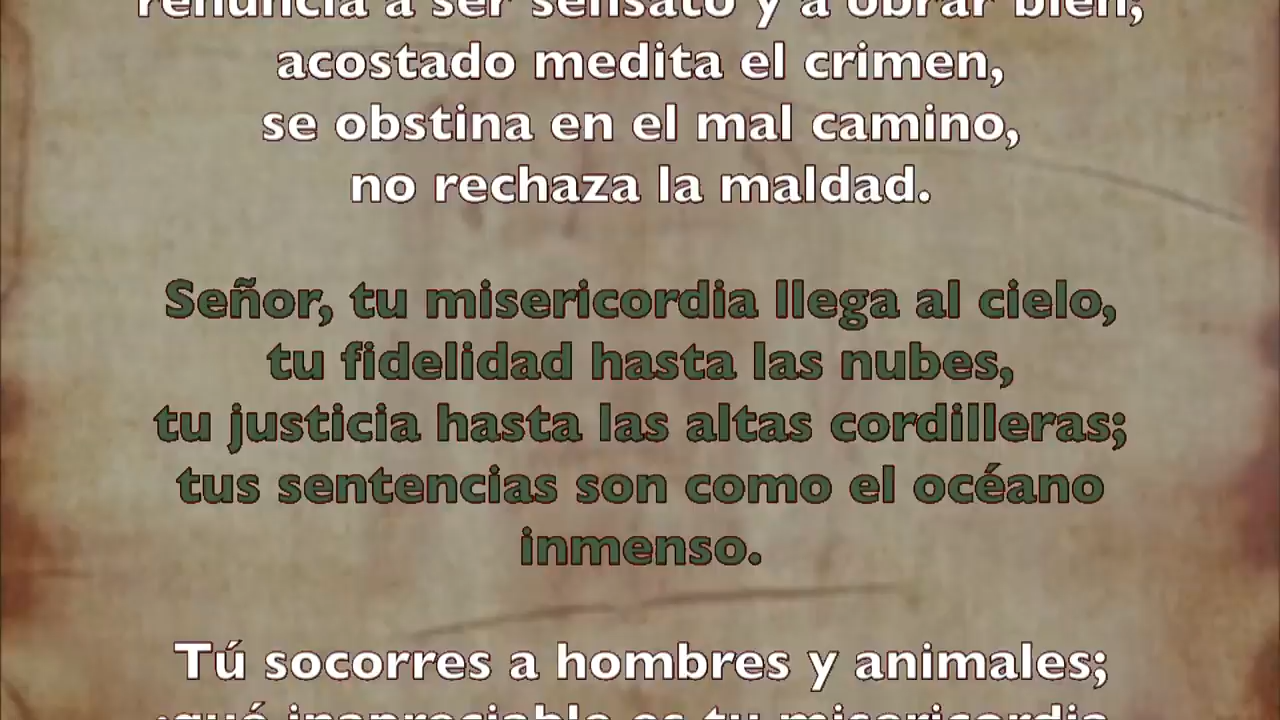 renuncia a ser sensato y a obrar bien;
acostado medita el crimen,
se obstina en el mal camino,
no rechaza la maldad.
Señor, tu misericordia llega al cielo,
tu fidelidad hasta las nubes,
tu justicia hasta las altas cordilleras;
tus sentencias son como el océano
inmenso.
Tú socorres a hombres y animales;
¡qué inapreciable es tu misericordia,